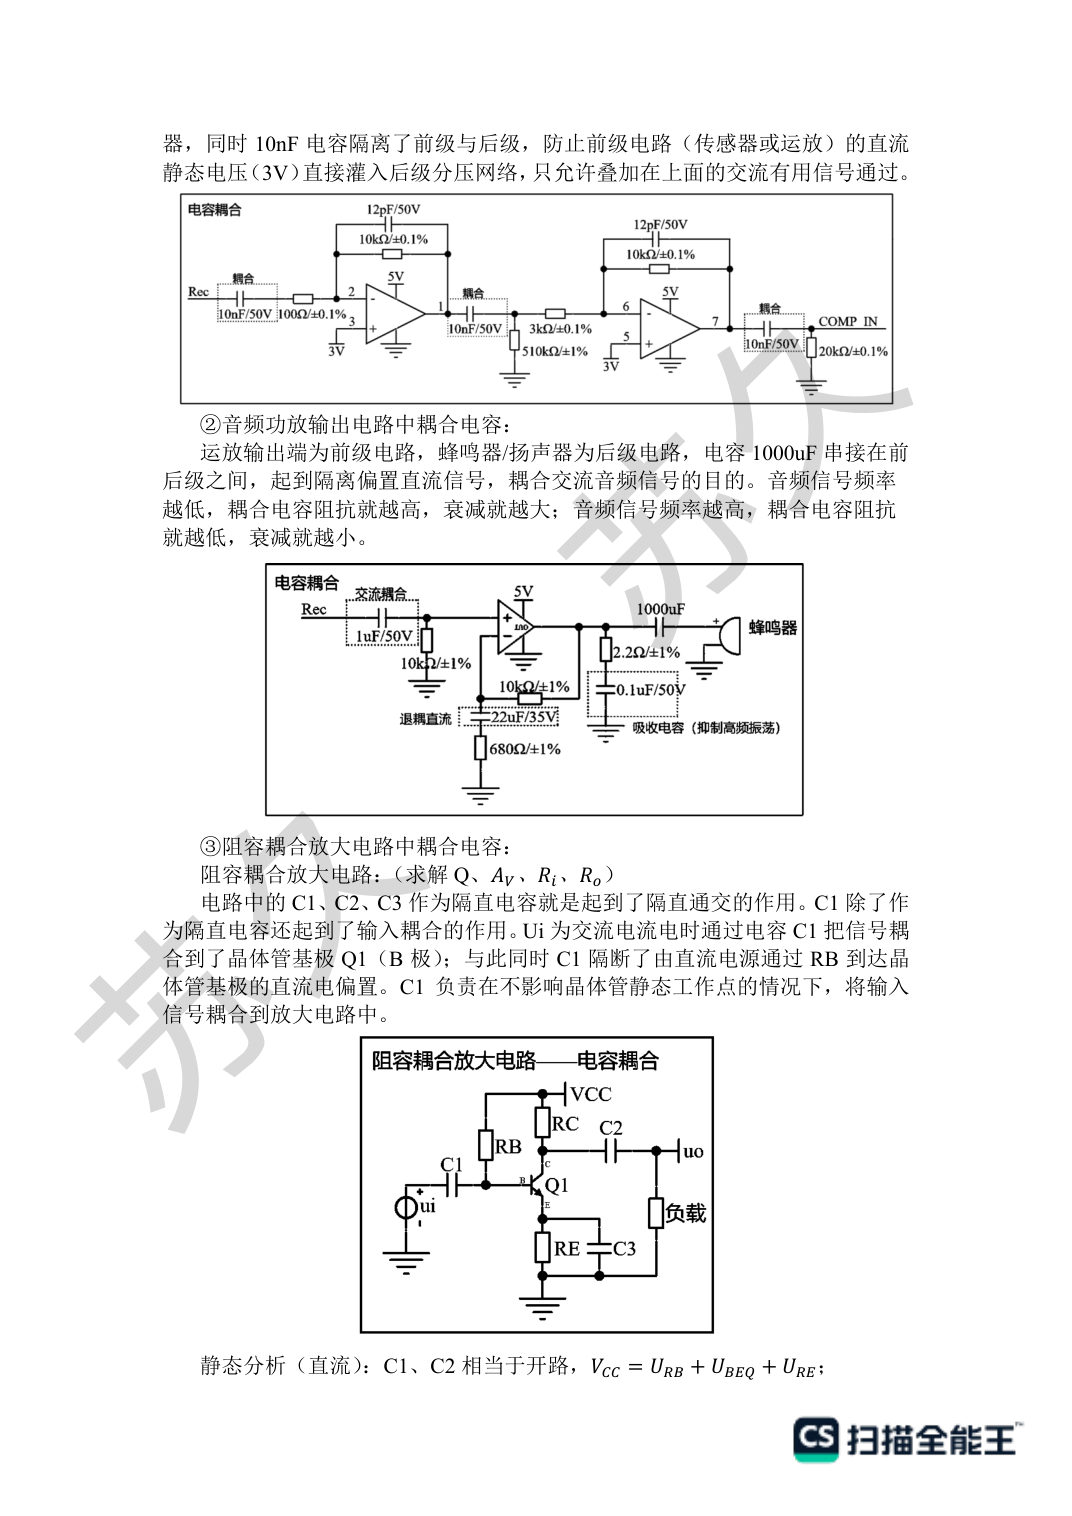 器，同时 10nF 电容隔离了前级与后级，防止前级电路（传感器或运放）的直流
静态电压（3V）直接灌入后级分压网络，只允许叠加在上面的交流有用信号通过。
电容耦合
12pF/50V
10kΩ/±0.1%
12pF/50V
10kΩ/±0.1%
Rec
耦合
10nF/50V
100Ω/±0.1%
2
3
-
+
3V
5V
1
耦合
10nF/50V
510kΩ/±1%
3kΩ/±0.1%
6
5
-
+
3V
5V
7
耦合
10nF/50V
COMP_IN
20kΩ/±0.1%
②音频功放输出电路中耦合电容：
运放输出端为前级电路，蜂鸣器/扬声器为后级电路，电容 1000uF 串接在前
后级之间，起到隔离偏置直流信号，耦合交流音频信号的目的。音频信号频率
越低，耦合电容阻抗就越高，衰减就越大；音频信号频率越高，耦合电容阻抗
就越低，衰减就越小。
电容耦合
交流耦合
Rec
1uF/50V
10kΩ/±1%
5V
+
-
OUT
1000uF
+
蜂鸣器
2.2Ω/±1%
10kΩ/±1%
0.1uF/50V
退耦直流
22uF/35V
吸收电容（抑制高频振荡）
680Ω/±1%
③阻容耦合放大电路中耦合电容：
阻容耦合放大电路：（求解 Q、A_V、R_i、R_o）
电路中的 C1、C2、C3 作为隔直电容就是起到了隔直通交的作用。C1 除了作
为隔直电容还起到了输入耦合的作用。Ui 为交流电流电时通过电容 C1 把信号耦
合到了晶体管基极 Q1（B 极）；与此同时 C1 隔断了由直流电源通过 RB 到达晶
体管基极的直流电偏置。C1 负责在不影响晶体管静态工作点的情况下，将输入
信号耦合到放大电路中。
阻容耦合放大电路——电容耦合
VCC
RC
C2
RB
uo
C1
C
B
Q1
E
+
ui
-
负载
RE
C3
静态分析（直流）：C1、C2 相当于开路，V_CC = U_RB + U_BEQ + U_RE；
苏久
苏久
CS 扫描全能王™